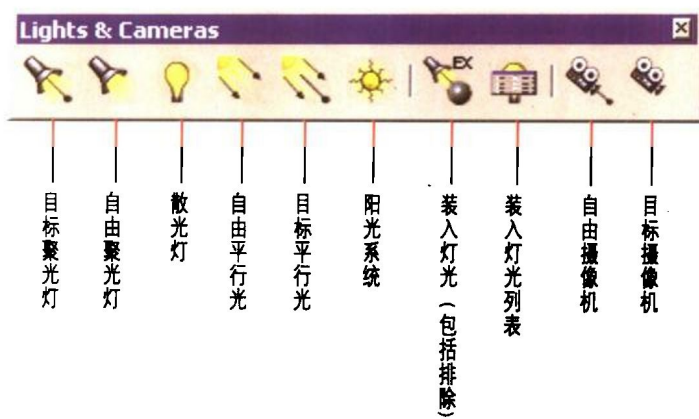 Lights & Cameras
EX
目标聚光灯
自由聚光灯
散光灯
自由平行光
目标平行光
阳光系统
装入灯光（包括排除）
装入灯光列表
自由摄像机
目标摄像机